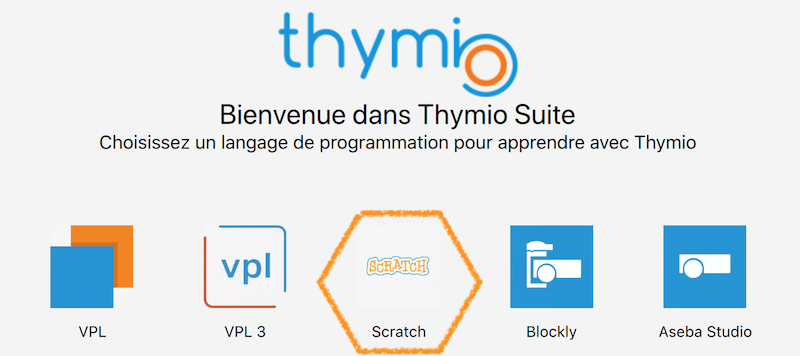 thymio
Bienvenue dans Thymio Suite
Choisissez un langage de programmation pour apprendre avec Thymio
vpl
SCRATCH
VPL
VPL 3
Scratch
Blockly
Aseba Studio